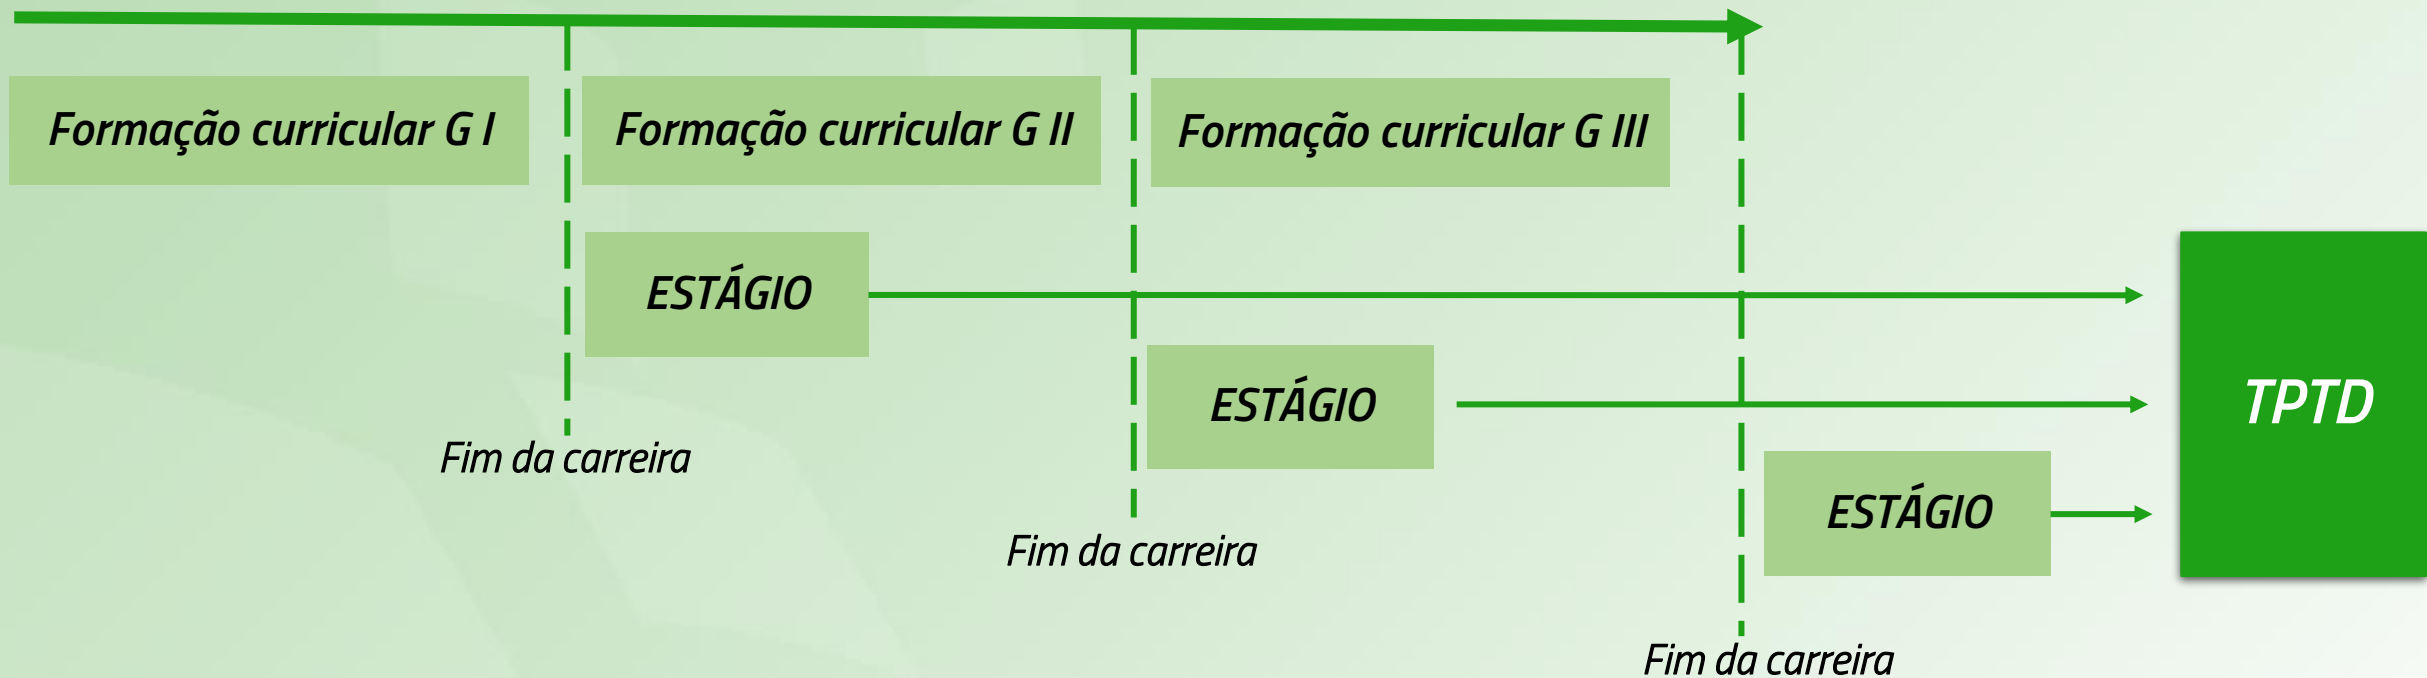 Formação curricular G I
Formação curricular G II
Formação curricular G III
ESTÁGIO
ESTÁGIO
TPTD
Fim da carreira
ESTÁGIO
Fim da carreira
Fim da carreira